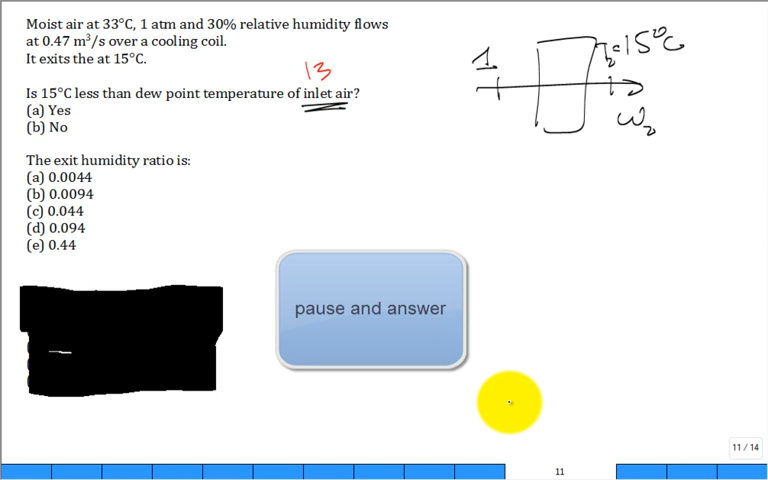 Moist air at 33°C, 1 atm and 30% relative humidity flows
at 0.47 m³/s over a cooling coil.
It exits the at 15°C.
13
Is 15°C less than dew point temperature of inlet air?
(a) Yes
(b) No
The exit humidity ratio is:
(a) 0.0044
(b) 0.0094
(c) 0.044
(d) 0.094
(e) 0.44
1
T₂=15°C
ω₂
pause and answer
11 / 14
11